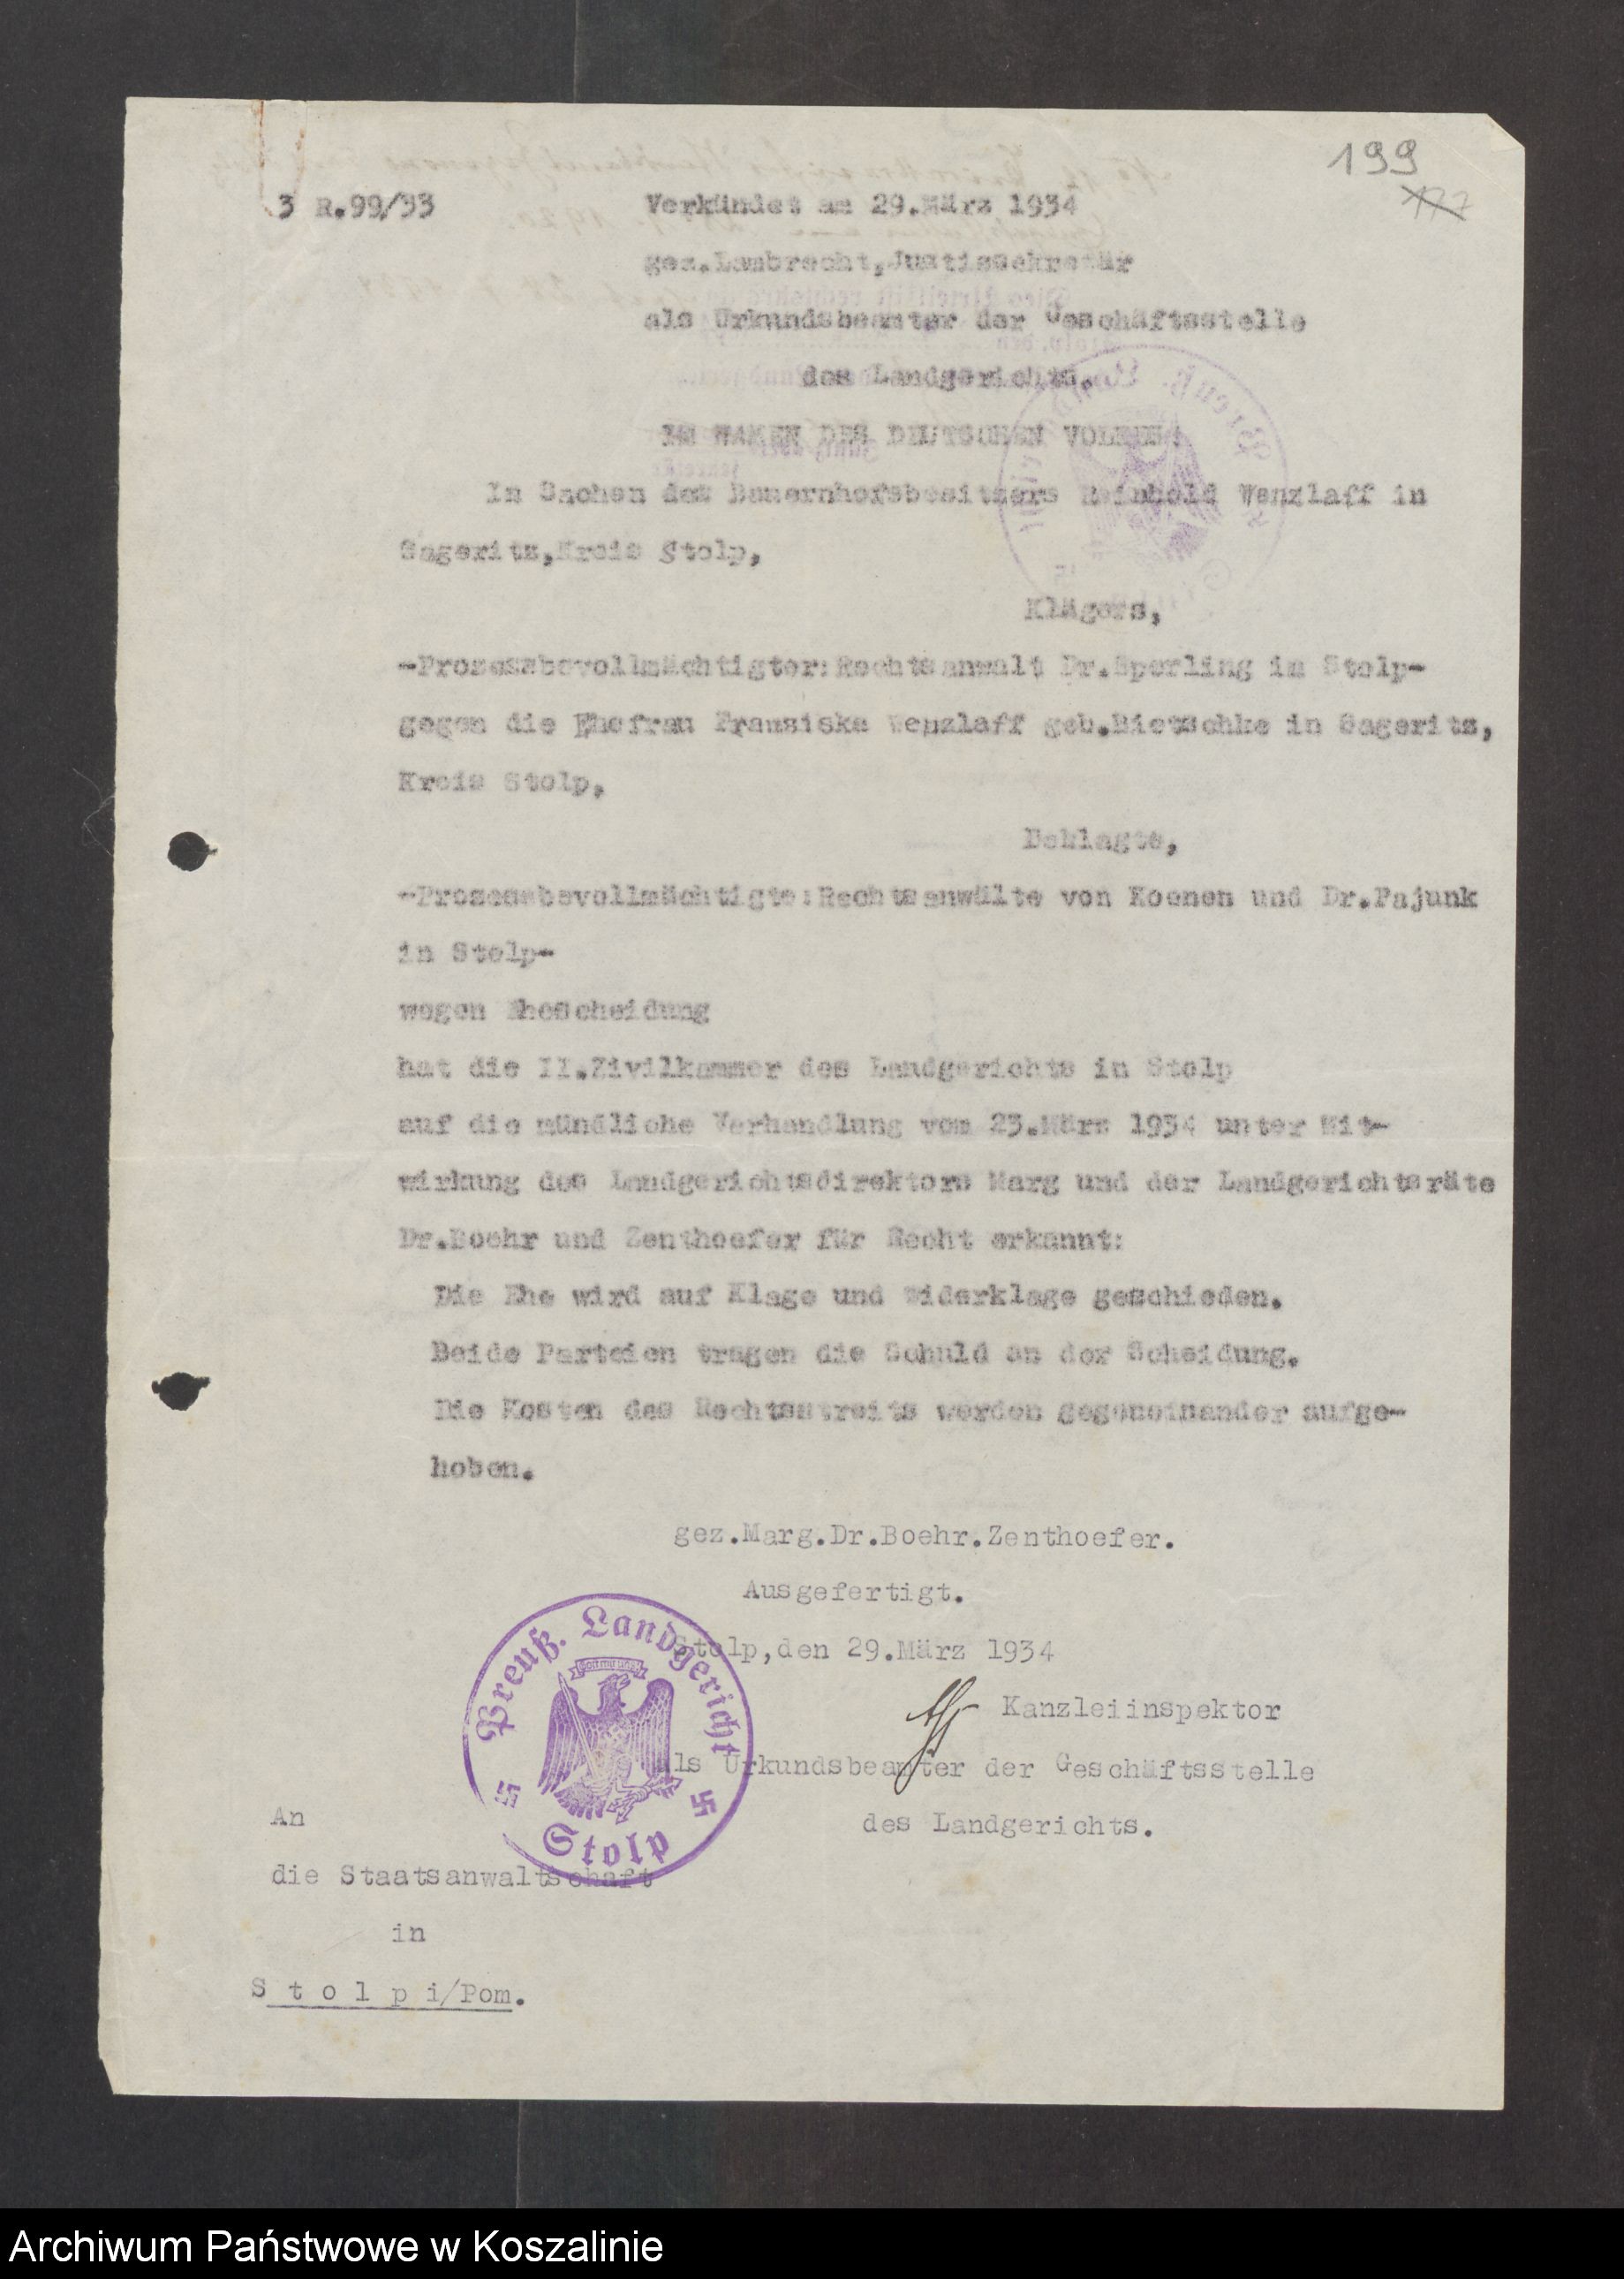 199
177
3 R.99/33
Verkündet am 29.März 1934
gez.Lambrecht,Justizsekretär
als Urkundsbeamter der Geschäftsstelle
des Landgerichts.
IM NAMEN DES DEUTSCHEN VOLKES!
In Sachen des Bauernhofsbesitzers Reinhold Wenzlaff in
Sageritz,Kreis Stolp,
Klägers,
-Prozessbevollmächtigter:Rechtsanwalt Dr.Sperling in Stolp-
gegen die Ehefrau Franziska Wenzlaff geb.Bietschke in Sageritz,
Kreis Stolp,
Beklagte,
-Prozessbevollmächtigte:Rechtsanwälte von Koenen und Dr.Pajunk
in Stolp-
wegen Ehescheidung
hat die II.Zivilkammer des Landgerichts in Stolp
auf die mündliche Verhandlung vom 23.März 1934 unter Mit-
wirkung des Landgerichtsdirektors Marg und der Landgerichtsräte
Dr.Boehr und Zenthoefer für Recht erkannt:
Die Ehe wird auf Klage und Widerklage geschieden.
Beide Parteien tragen die Schuld an der Scheidung.
Die Kosten des Rechtsstreits werden gegeneinander aufge-
hoben.
gez.Marg.Dr.Boehr.Zenthoefer.
Ausgefertigt.
Stolp,den 29.März 1934
Kanzleiinspektor
als Urkundsbeamter der Geschäftsstelle
des Landgerichts.
Preuß. Landgericht
Stolp
An
die Staatsanwaltschaft
in
S t o l p i/Pom.
Archiwum Państwowe w Koszalinie